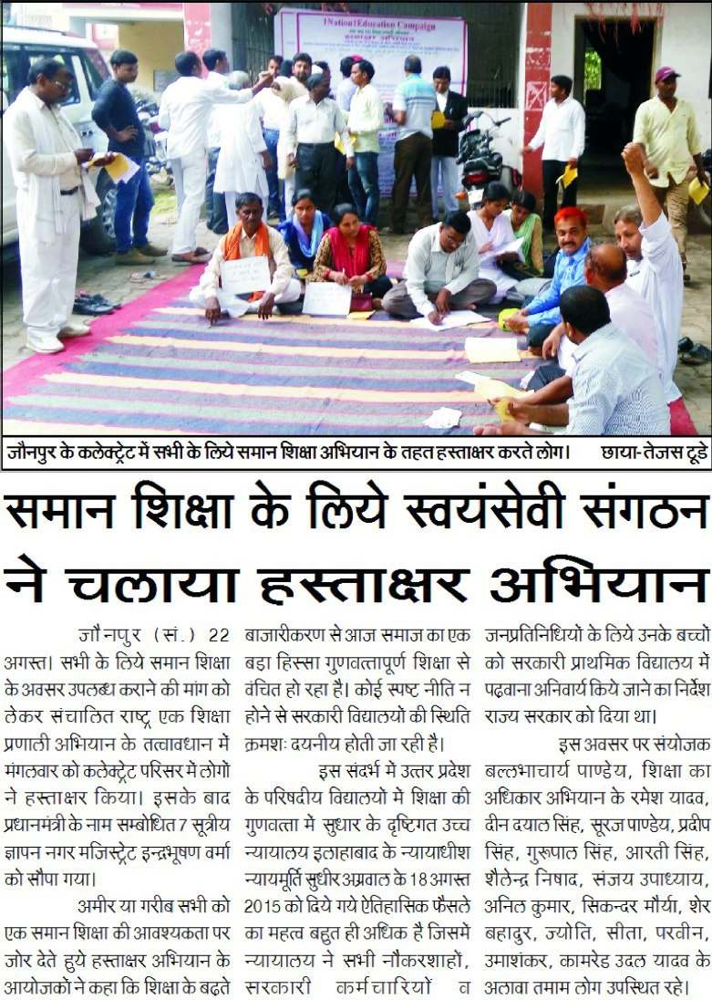 1Nation1Education Campaign
हस्ताक्षर अभियान
जौनपुर के कलेक्ट्रेट में सभी के लिये समान शिक्षा अभियान के तहत हस्ताक्षर करते लोग। छाया- तेजस टूडे
समान शिक्षा के लिये स्वयंसेवी संगठन
ने चलाया हस्ताक्षर अभियान
जौनपुर (सं.) 22
अगस्त। सभी के लिये समान शिक्षा
के अवसर उपलब्ध कराने की मांग को
लेकर संचालित राष्ट्र एक शिक्षा
प्रणाली अभियान के तत्वावधान में
मंगलवार को कलेक्ट्रेट परिसर में लोगों
ने हस्ताक्षर किया। इसके बाद
प्रधानमंत्री के नाम सम्बोधित 7 सूत्रीय
ज्ञापन नगर मजिस्ट्रेट इन्द्रभूषण वर्मा
को सौपा गया।
अमीर या गरीब सभी को
एक समान शिक्षा की आवश्यकता पर
जोर देते हुये हस्ताक्षर अभियान के
आयोजकों ने कहा कि शिक्षा के बढ़ते
बाजारीकरण से आज समाज का एक
बड़ा हिस्सा गुणवत्तापूर्ण शिक्षा से
वंचित हो रहा है। कोई स्पष्ट नीति न
होने से सरकारी विद्यालयों की स्थिति
क्रमशः दयनीय होती जा रही है।
इस संदर्भ में उत्तर प्रदेश
के परिषदीय विद्यालयों में शिक्षा की
गुणवत्ता में सुधार के दृष्टिगत उच्च
न्यायालय इलाहाबाद के न्यायाधीश
न्यायमूर्ति सुधीर अग्रवाल के 18 अगस्त
2015 को दिये गये ऐतिहासिक फैसले
का महत्व बहुत ही अधिक है जिसमें
न्यायालय ने सभी नौकरशाहों,
सरकारी कर्मचारियों व
जनप्रतिनिधियों के लिये उनके बच्चों
को सरकारी प्राथमिक विद्यालय में
पढ़वाना अनिवार्य किये जाने का निर्देश
राज्य सरकार को दिया था।
इस अवसर पर संयोजक
बल्लभाचार्य पाण्डेय, शिक्षा का
अधिकार अभियान के रमेश यादव,
दीन दयाल सिंह, सूरज पाण्डेय, प्रदीप
सिंह, गुरूपाल सिंह, आरती सिंह,
शैलेन्द्र निषाद, संजय उपाध्याय,
अनिल कुमार, सिकन्दर मौर्या, शेर
बहादुर, ज्योति, सीता, परवीन,
उमाशंकर, कामरेड उदल यादव के
अलावा तमाम लोग उपस्थित रहे।